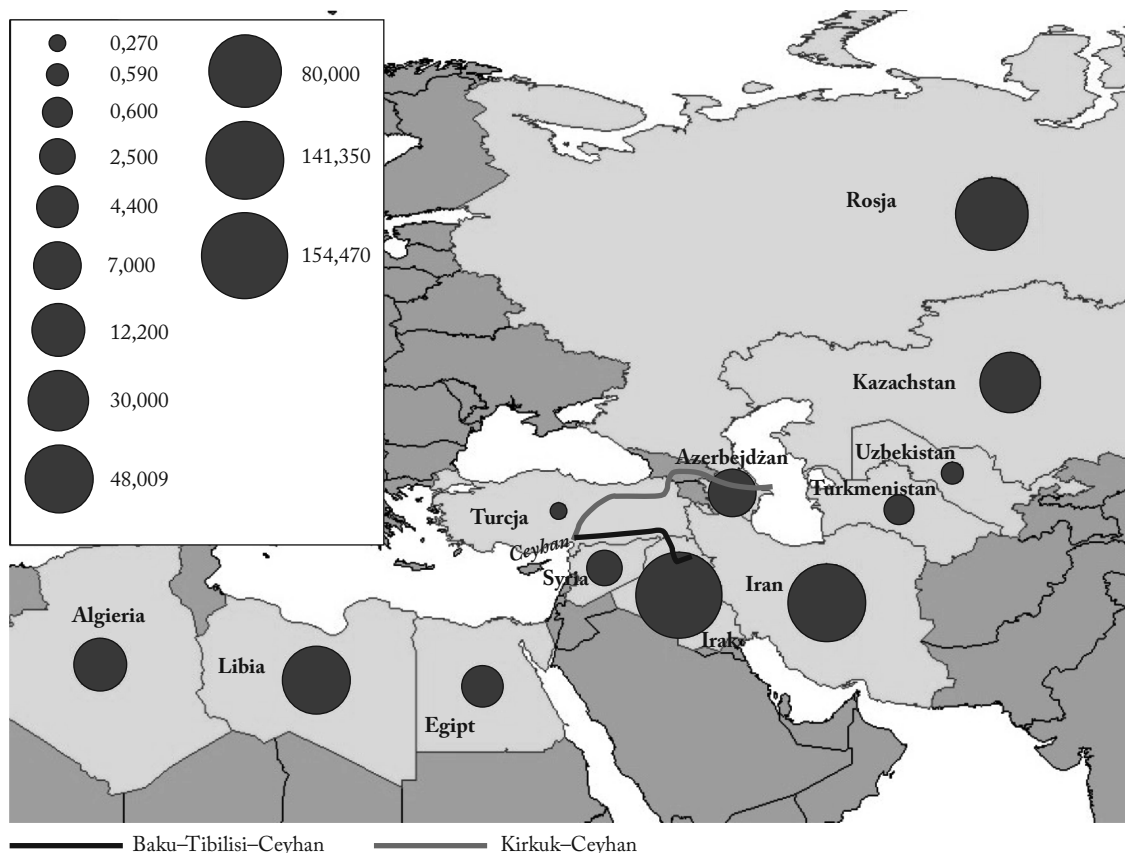 0,270
0,590
0,600
2,500
4,400
7,000
12,200
30,000
48,009
80,000
141,350
154,470
Rosja
Kazachstan
Azerbejdżan
Uzbekistan
Turkmenistan
Turcja
Ceyhan
Syria
Iran
Irak
Algieria
Libia
Egipt
Baku–Tibilisi–Ceyhan
Kirkuk–Ceyhan